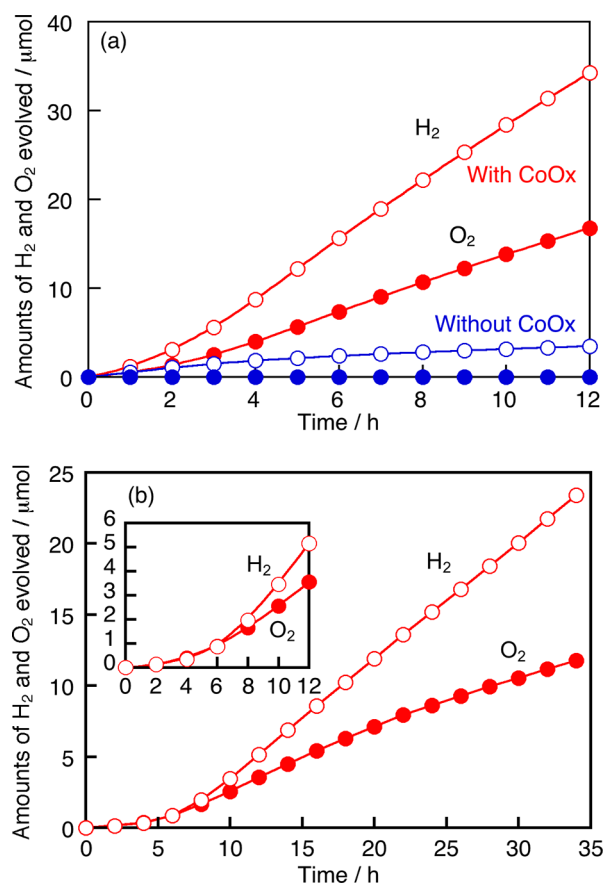 (a)
Amounts of H₂ and O₂ evolved / μmol
40
30
20
10
0
H₂
With CoOx
O₂
Without CoOx
0 2 4 6 8 10 12
Time / h
(b)
Amounts of H₂ and O₂ evolved / μmol
25
20
15
10
5
0
6
5
4
3
2
1
0
H₂
O₂
0 2 4 6 8 10 12
H₂
O₂
0 5 10 15 20 25 30 35
Time / h